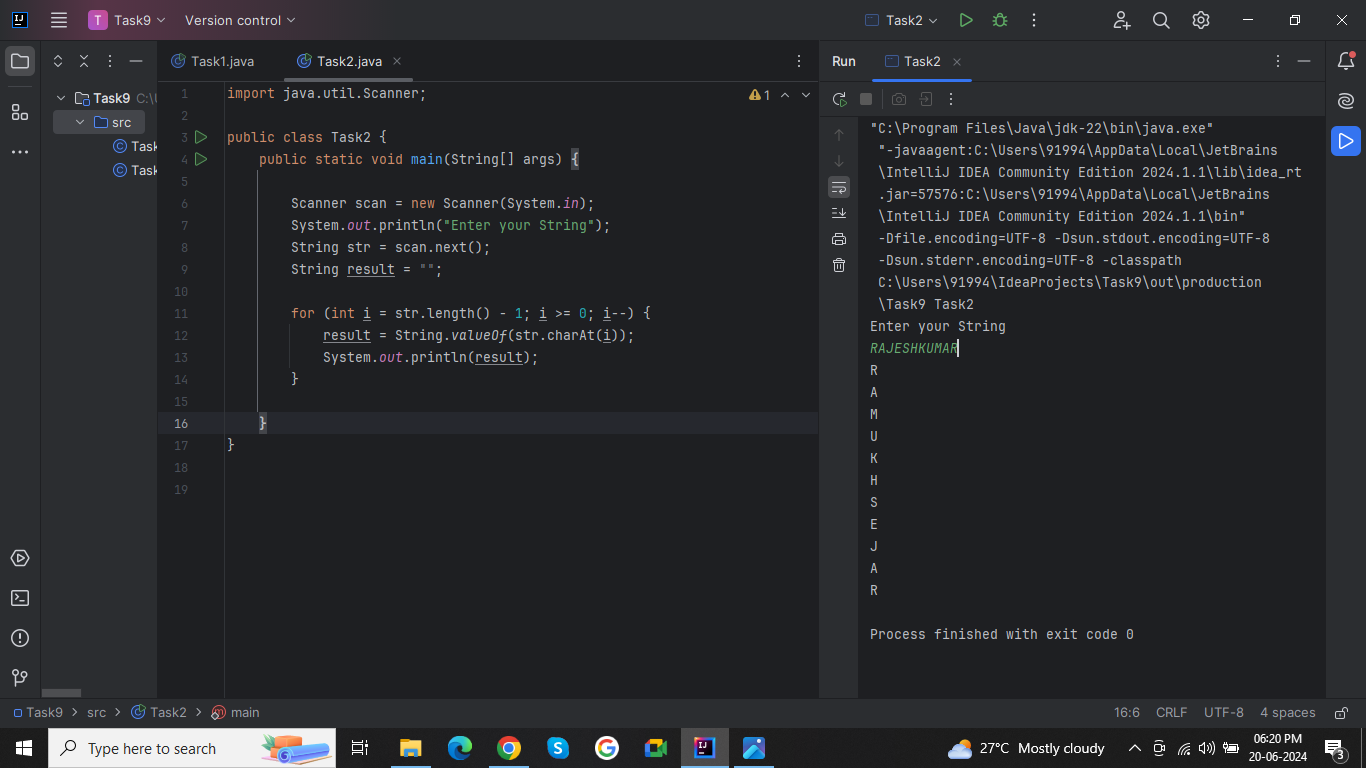 Task9
Version control
Task2
Task1.java
Task2.java
Run
Task2
Task9 C:\U
src
Task
Task
1 import java.util.Scanner;
1
2
3 public class Task2 {
4     public static void main(String[] args) {
5
6         Scanner scan = new Scanner(System.in);
7         System.out.println("Enter your String");
8         String str = scan.next();
9         String result = "";
10
11         for (int i = str.length() - 1; i >= 0; i--) {
12             result = String.valueOf(str.charAt(i));
13             System.out.println(result);
14         }
15
16     }
17 }
18
19
"C:\Program Files\Java\jdk-22\bin\java.exe"
"-javaagent:C:\Users\91994\AppData\Local\JetBrains
\IntelliJ IDEA Community Edition 2024.1.1\lib\idea_rt
.jar=57576:C:\Users\91994\AppData\Local\JetBrains
\IntelliJ IDEA Community Edition 2024.1.1\bin"
-Dfile.encoding=UTF-8 -Dsun.stdout.encoding=UTF-8
-Dsun.stderr.encoding=UTF-8 -classpath
C:\Users\91994\IdeaProjects\Task9\out\production
\Task9 Task2
Enter your String
RAJESHKUMAR
R
A
M
U
K
H
S
E
J
A
R
Process finished with exit code 0
Task9 > src > Task2 > main
16:6 CRLF UTF-8 4 spaces
Type here to search
27°C Mostly cloudy
06:20 PM
20-06-2024
3